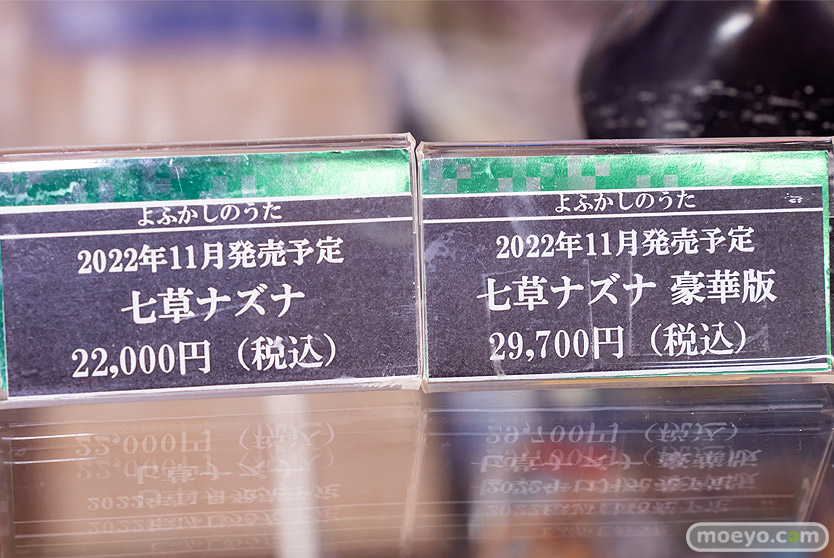 よふかしのうた
2022年11月発売予定
七草ナズナ
22,000円（税込）
よふかしのうた
2022年11月発売予定
七草ナズナ 豪華版
29,700円（税込）
moeyo.com